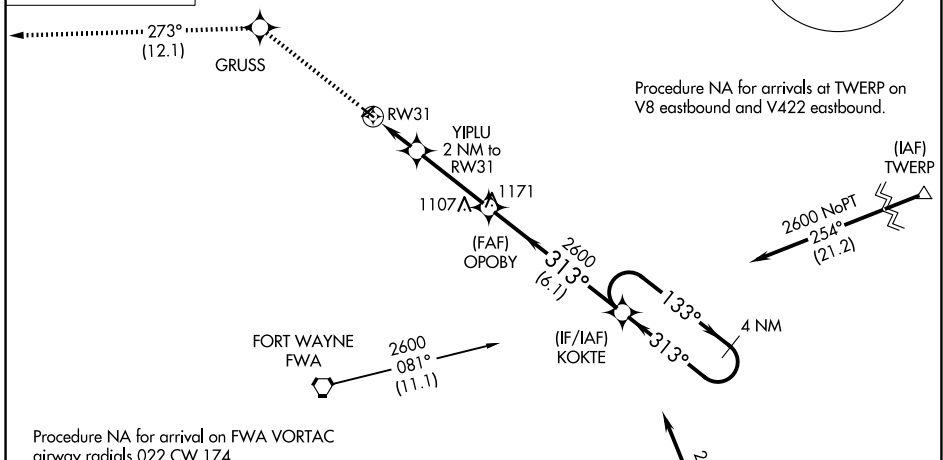 273°
(12.1)
GRUSS
RW31
YIPLU
2 NM to
RW31
Procedure NA for arrivals at TWERP on
V8 eastbound and V422 eastbound.
(IAF)
TWERP
2600 NoPT
254°
(21.2)
1107
1171
(FAF)
OPOBY
2600
313°
(6.1)
133°
4 NM
313°
(IF/IAF)
KOKTE
FORT WAYNE
FWA
2600
081°
(11.1)
Procedure NA for arrival on FWA VORTAC
airway radials 022 CW 174